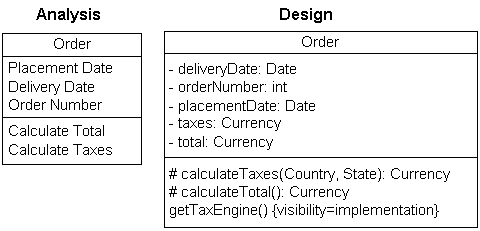 Analysis
Order
Placement Date
Delivery Date
Order Number
Calculate Total
Calculate Taxes
Design
Order
- deliveryDate: Date
- orderNumber: int
- placementDate: Date
- taxes: Currency
- total: Currency
# calculateTaxes(Country, State): Currency
# calculateTotal(): Currency
getTaxEngine() {visibility=implementation}